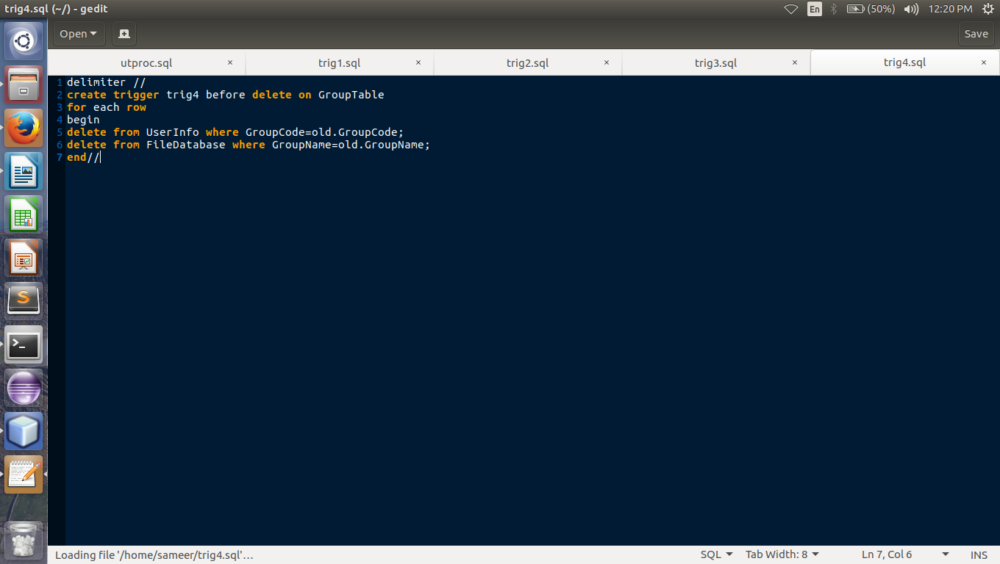 trig4.sql (~/) - gedit
En
(50%)
12:20 PM
Open
Save
utproc.sql × trig1.sql × trig2.sql × trig3.sql × trig4.sql ×
1 delimiter //
2 create trigger trig4 before delete on GroupTable
3 for each row
4 begin
5 delete from UserInfo where GroupCode=old.GroupCode;
6 delete from FileDatabase where GroupName=old.GroupName;
7 end//
S
>_
Loading file '/home/sameer/trig4.sql'…
SQL
Tab Width: 8
Ln 7, Col 6
INS